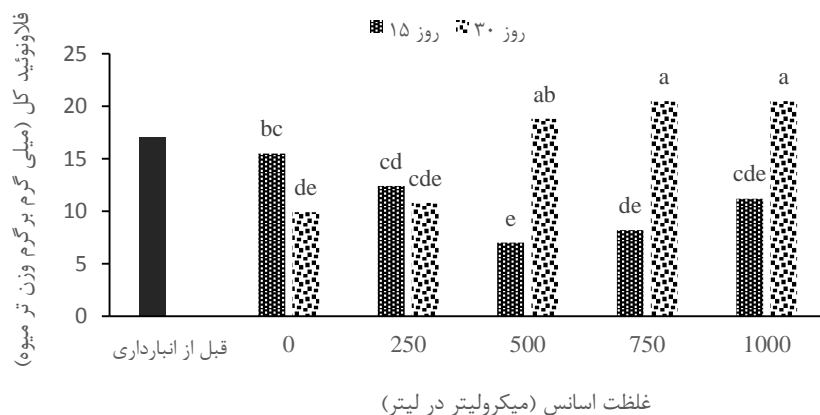 ۱۵ روز ۳۰ روز
فلاونوئید کل (میلی گرم برگرم وزن تر میوه)
25
20
15
10
5
0
bc
de
cd
cde
e
ab
de
a
cde
a
قبل از انبارداری 0 250 500 750 1000
غلظت اسانس (میکرولیتر در لیتر)